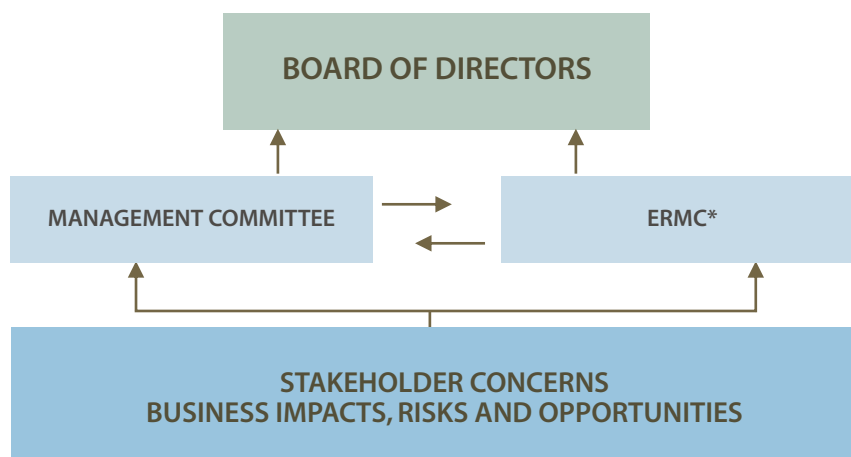 BOARD OF DIRECTORS
MANAGEMENT COMMITTEE
ERMC*
STAKEHOLDER CONCERNS
BUSINESS IMPACTS, RISKS AND OPPORTUNITIES